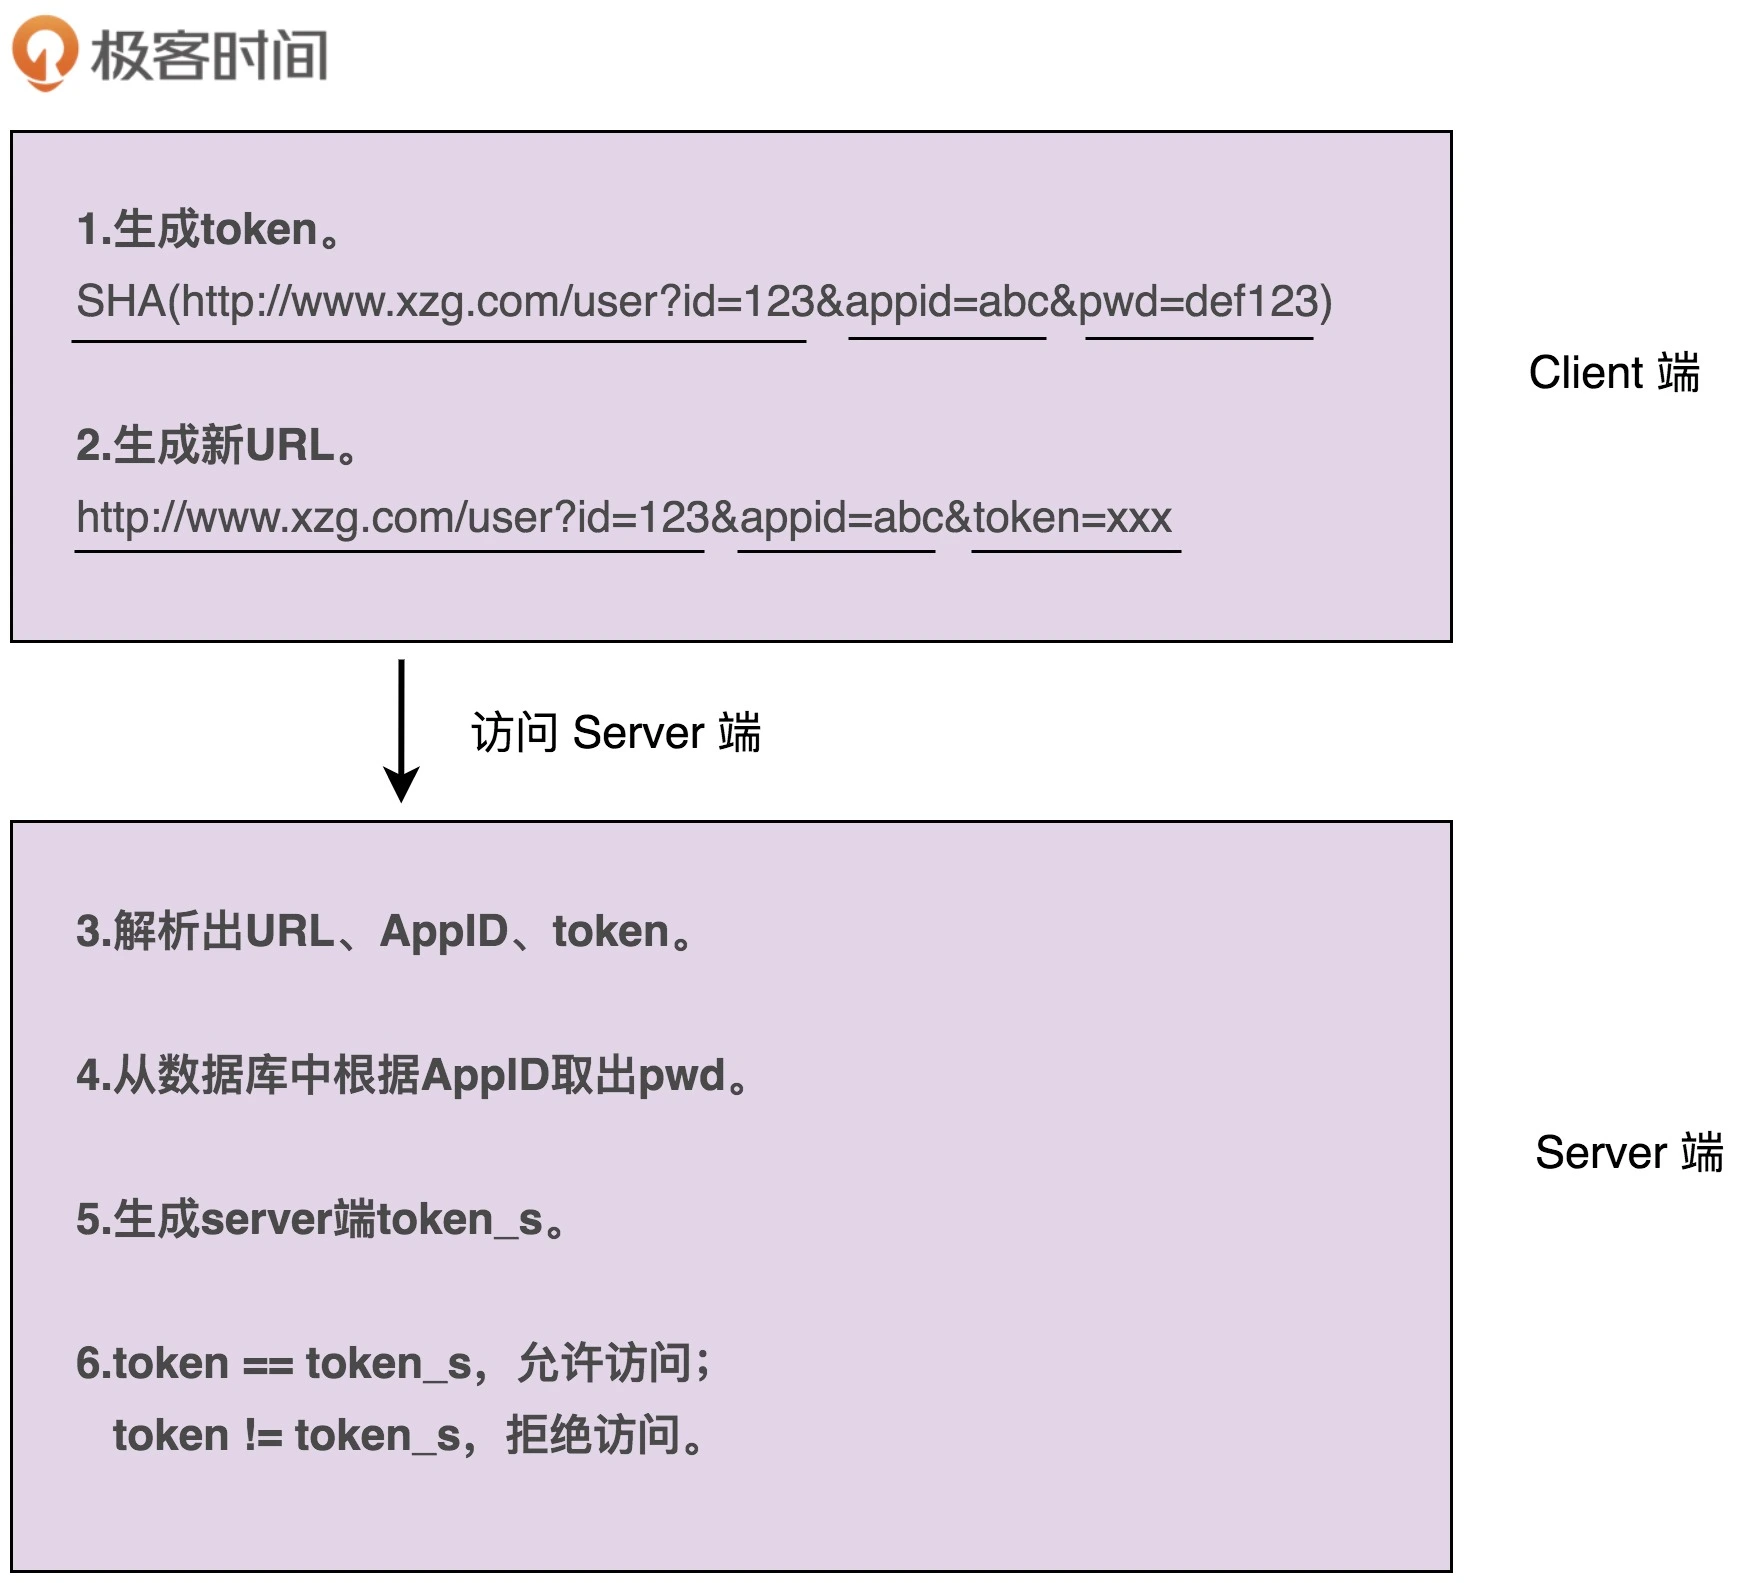 极客时间
1.生成token。
SHA(http://www.xzg.com/user?id=123&appid=abc&pwd=def123)
2.生成新URL。
http://www.xzg.com/user?id=123&appid=abc&token=xxx
Client 端
访问 Server 端
3.解析出URL、AppID、token。
4.从数据库中根据AppID取出pwd。
5.生成server端token_s。
6.token == token_s，允许访问；
token != token_s，拒绝访问。
Server 端